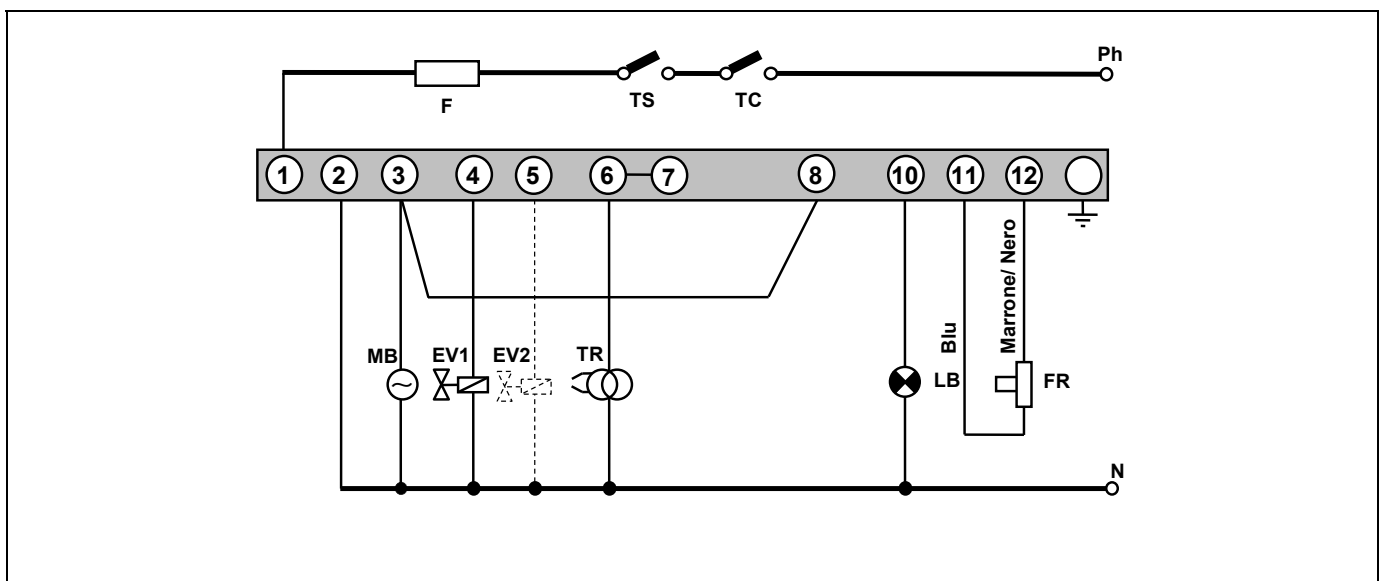 Ph
F
TS TC
1 2 3 4 5 6 7 8 10 11 12
Marrone/ Nero
Blu
MB EV1 EV2 TR
LB FR
N